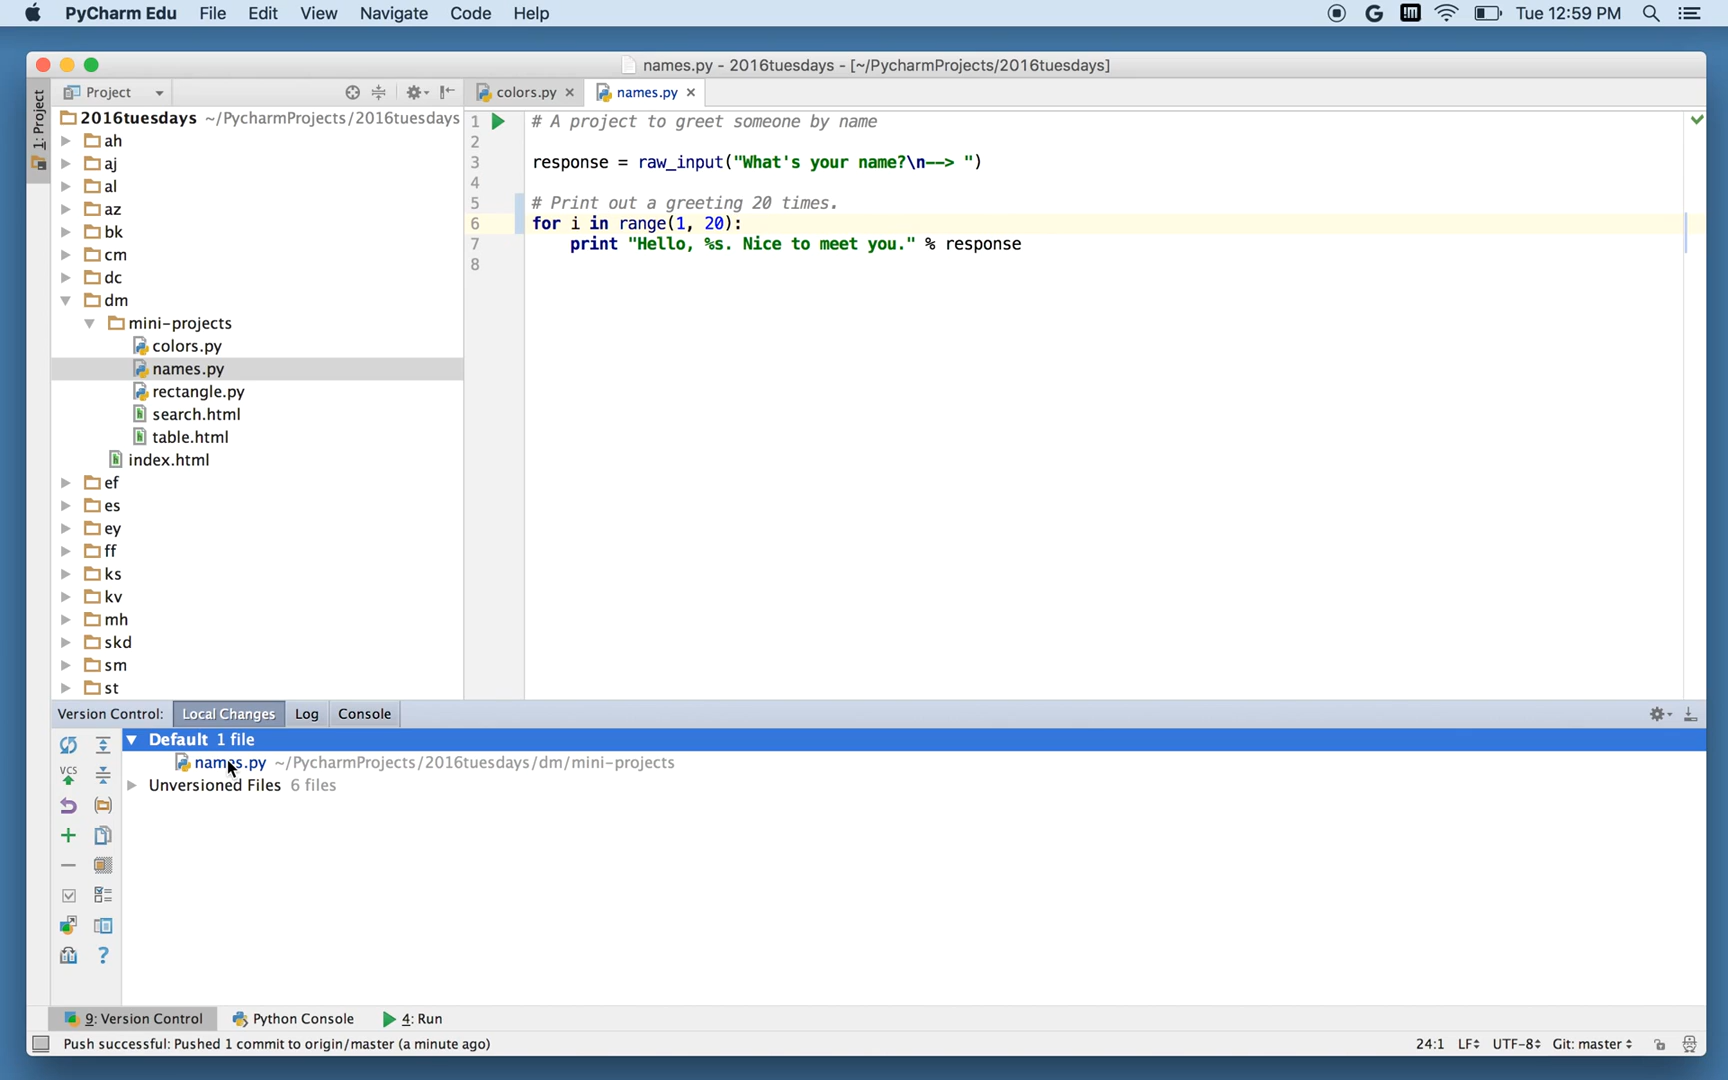 PyCharm Edu File Edit View Navigate Code Help
Tue 12:59 PM
names.py - 2016tuesdays - [~/PycharmProjects/2016tuesdays]
1: Project
Project
colors.py
names.py
2016tuesdays ~/PycharmProjects/2016tuesdays
ah
aj
al
az
bk
cm
dc
dm
mini-projects
colors.py
names.py
rectangle.py
search.html
table.html
index.html
ef
es
ey
ff
ks
kv
mh
skd
sm
st
1 # A project to greet someone by name
2
3 response = raw_input("What's your name?\n--> ")
4
5 # Print out a greeting 20 times.
6 for i in range(1, 20):
7 print "Hello, %s. Nice to meet you." % response
8
Version Control: Local Changes Log Console
Default 1 file
names.py ~/PycharmProjects/2016tuesdays/dm/mini-projects
Unversioned Files 6 files
VCS
?
9: Version Control Python Console 4: Run
Push successful: Pushed 1 commit to origin/master (a minute ago)
24:1 LF UTF-8 Git: master